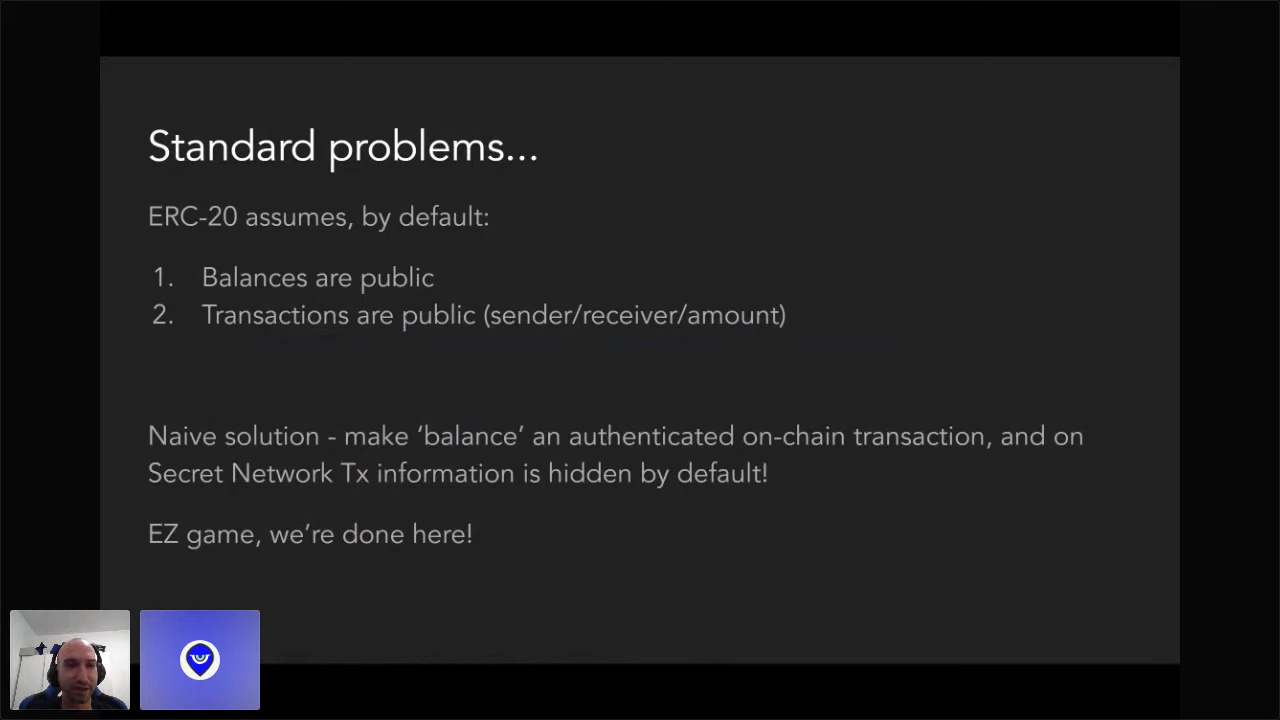 Standard problems...
ERC-20 assumes, by default:
1. Balances are public
2. Transactions are public (sender/receiver/amount)
Naive solution - make ‘balance’ an authenticated on-chain transaction, and on
Secret Network Tx information is hidden by default!
EZ game, we’re done here!